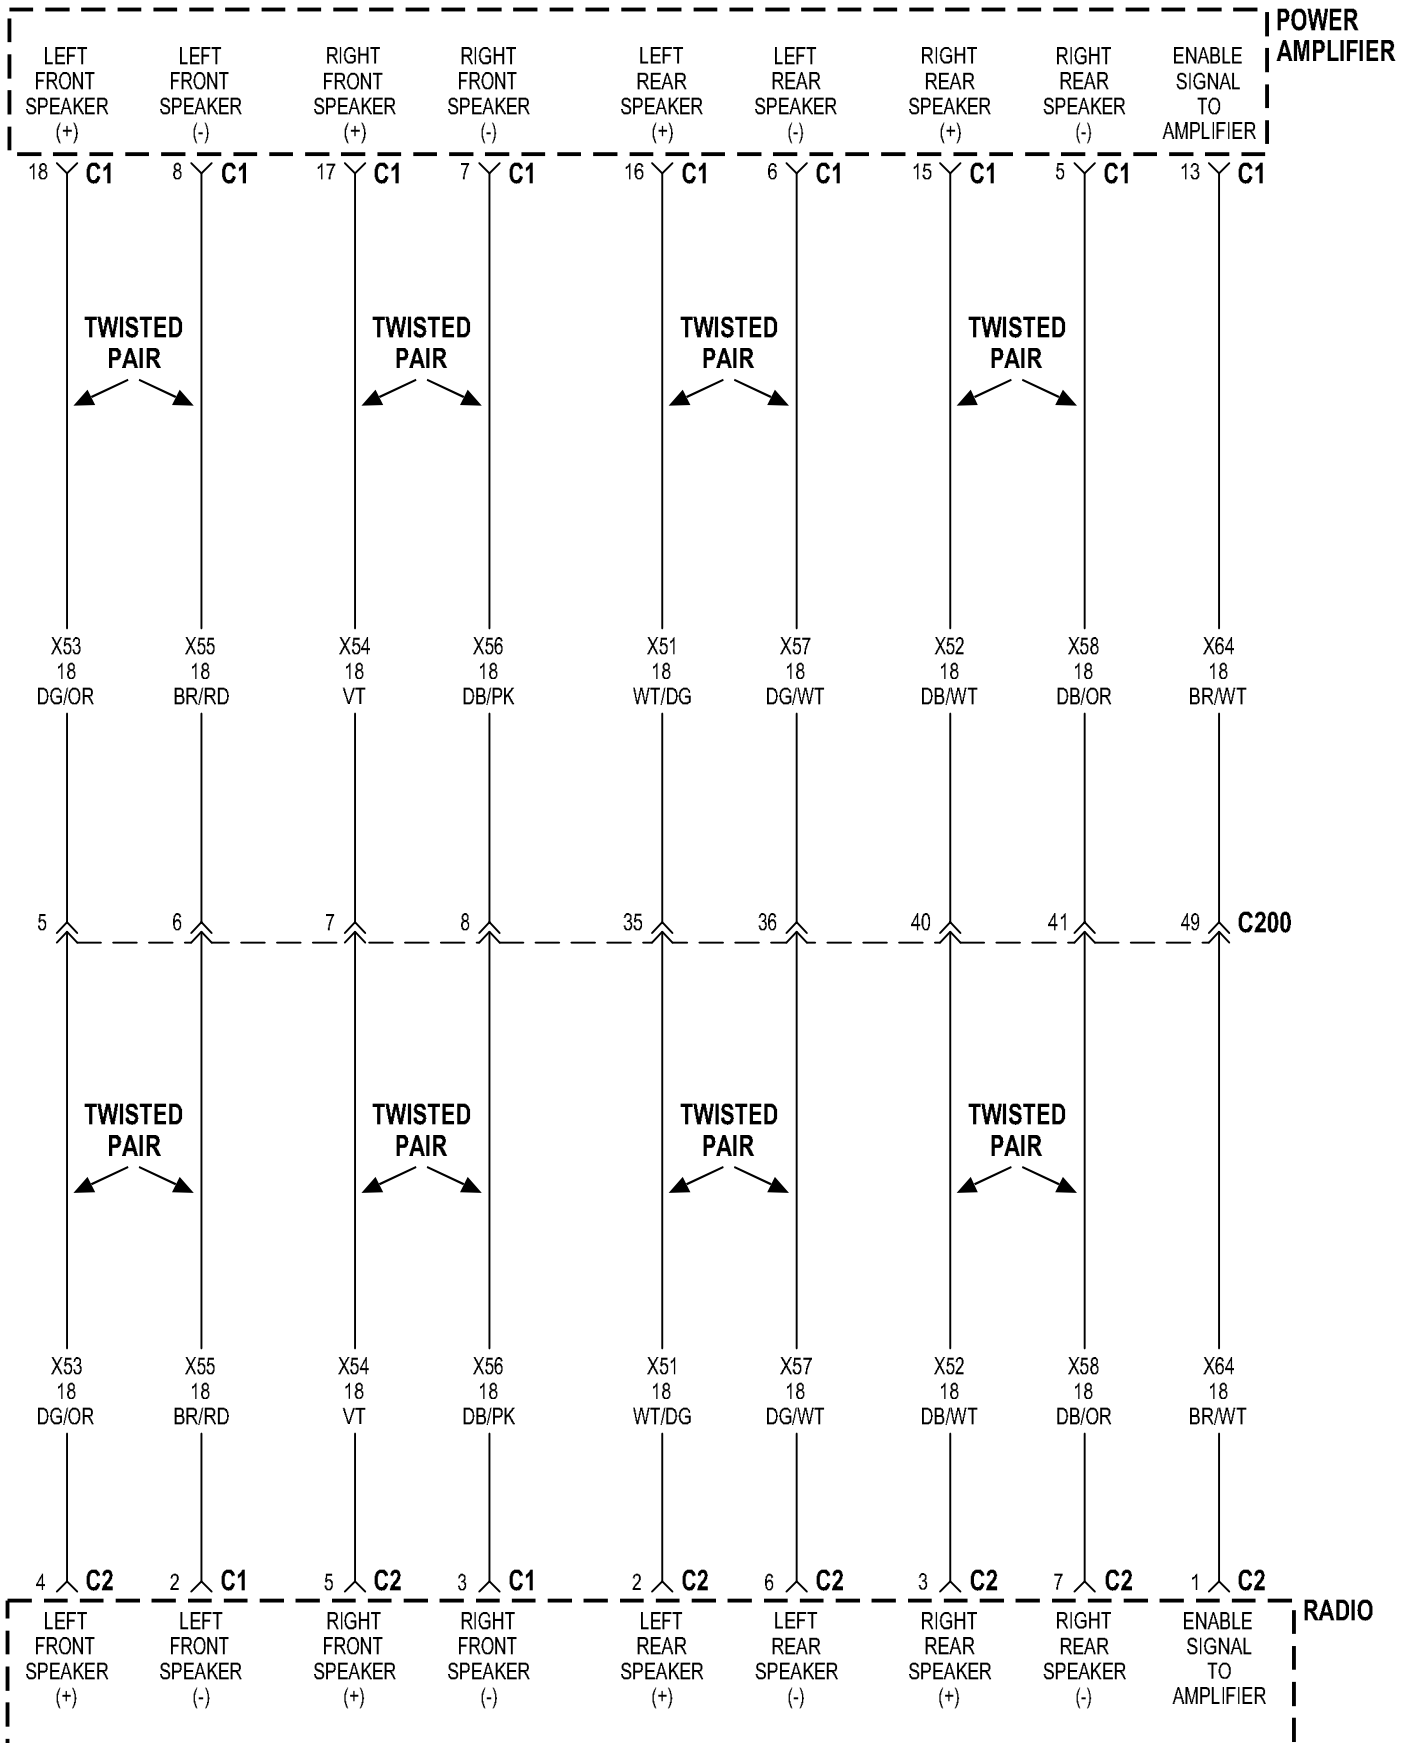 POWER
AMPLIFIER
LEFT FRONT SPEAKER (+)
LEFT FRONT SPEAKER (-)
RIGHT FRONT SPEAKER (+)
RIGHT FRONT SPEAKER (-)
LEFT REAR SPEAKER (+)
LEFT REAR SPEAKER (-)
RIGHT REAR SPEAKER (+)
RIGHT REAR SPEAKER (-)
ENABLE SIGNAL TO AMPLIFIER
18 C1 8 C1 17 C1 7 C1 16 C1 6 C1 15 C1 5 C1 13 C1
TWISTED TWISTED TWISTED TWISTED
PAIR PAIR PAIR PAIR
X53 X55 X54 X56 X51 X57 X52 X58 X64
18 18 18 18 18 18 18 18 18
DG/OR BR/RD VT DB/PK WT/DG DG/WT DB/WT DB/OR BR/WT
5 6 7 8 35 36 40 41 49 C200
TWISTED TWISTED TWISTED TWISTED
PAIR PAIR PAIR PAIR
X53 X55 X54 X56 X51 X57 X52 X58 X64
18 18 18 18 18 18 18 18 18
DG/OR BR/RD VT DB/PK WT/DG DG/WT DB/WT DB/OR BR/WT
4 C2 2 C1 5 C2 3 C1 2 C2 6 C2 3 C2 7 C2 1 C2
RADIO
LEFT FRONT SPEAKER (+)
LEFT FRONT SPEAKER (-)
RIGHT FRONT SPEAKER (+)
RIGHT FRONT SPEAKER (-)
LEFT REAR SPEAKER (+)
LEFT REAR SPEAKER (-)
RIGHT REAR SPEAKER (+)
RIGHT REAR SPEAKER (-)
ENABLE SIGNAL TO AMPLIFIER